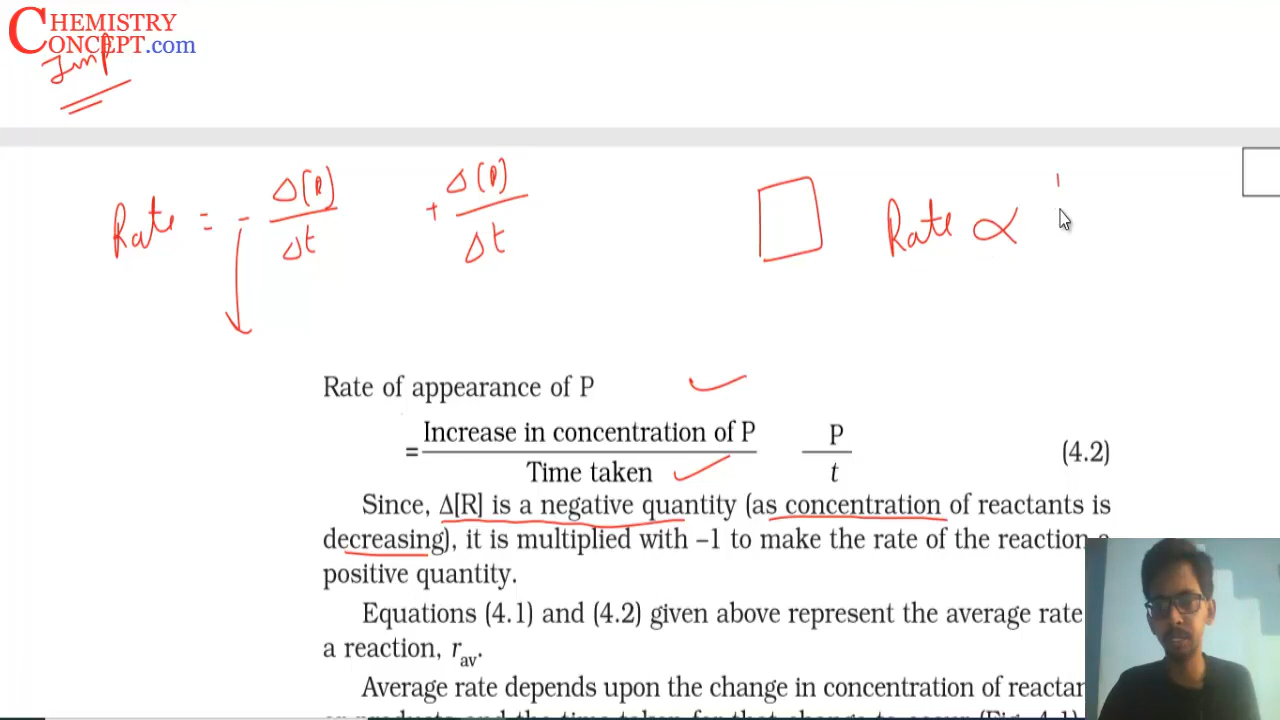 CHEMISTRY
CONCEPT.com
Imp
Rate = - Δ[R]/Δt + Δ[P]/Δt
Rate ∝ 1
Rate of appearance of P
= Increase in concentration of P / Time taken P / t (4.2)
Since, Δ[R] is a negative quantity (as concentration of reactants is
decreasing), it is multiplied with –1 to make the rate of the reaction a
positive quantity.
Equations (4.1) and (4.2) given above represent the average rate
a reaction, rav.
Average rate depends upon the change in concentration of reactan